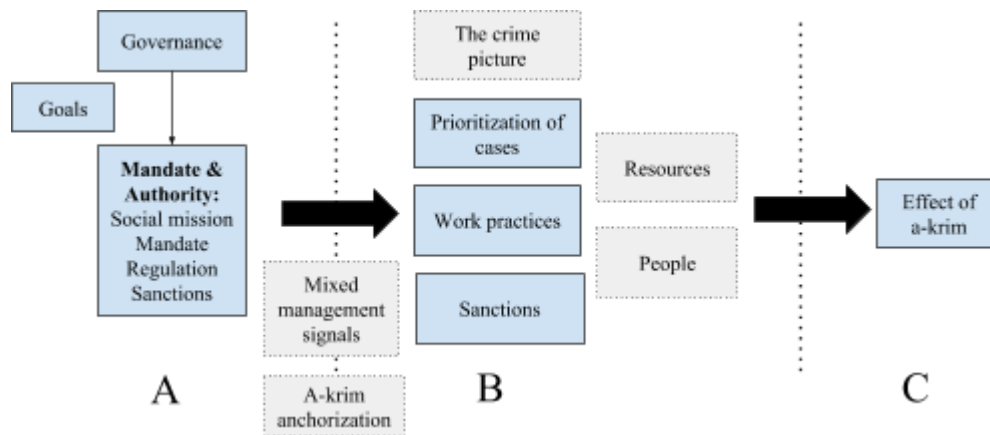 Governance
Goals
Mandate &
Authority:
Social mission
Mandate
Regulation
Sanctions
Mixed
management
signals
A-krim
anchorization
A
The crime
picture
Prioritization of
cases
Work practices
Sanctions
Resources
People
B
Effect of
a-krim
C